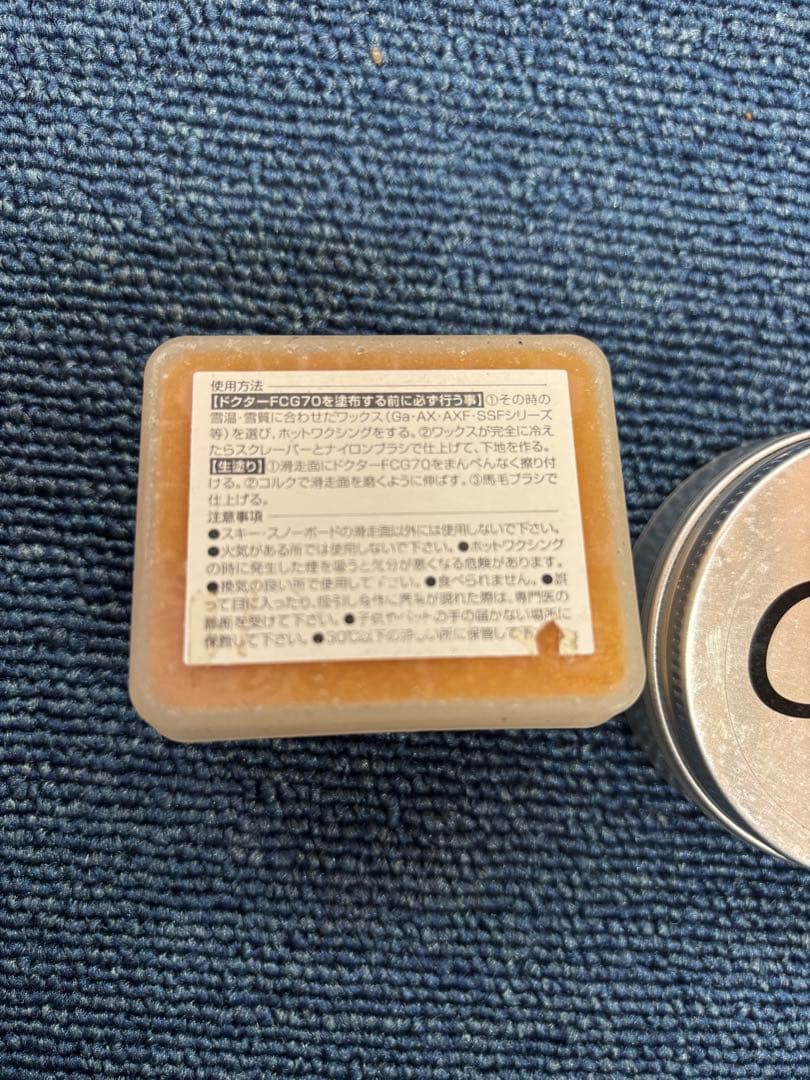 使用方法
【ドクターFCG70を塗布する前に必ず行う事】①その時の
雪温・雪質に合わせたワックス(Ga・AX・AXF・SSFシリーズ
等)を選び、ホットワクシングをする。②ワックスが完全に冷え
たらスクレーパーとナイロンブラシで仕上げて、下地を作る。
【生塗り】①滑走面にドクターFCG70をまんべんなく擦り付
ける。②コルクで滑走面を磨くように伸ばす。③馬毛ブラシで
仕上げる。
注意事項
●スキー・スノーボードの滑走面以外には使用しないで下さい。
●火気がある所では使用しないで下さい。●ホットワクシング
の時に発生した煙を吸うと気分が悪くなる危険があります。
●換気の良い所で使用して下さい。●食べられません。●誤
って目に入ったり、 異常が現れた際は、専門医の
診断を受けて下さい。●子供やペットの手の届かない場所に
保管して下さい。●30℃以下の涼しい所に保管して下